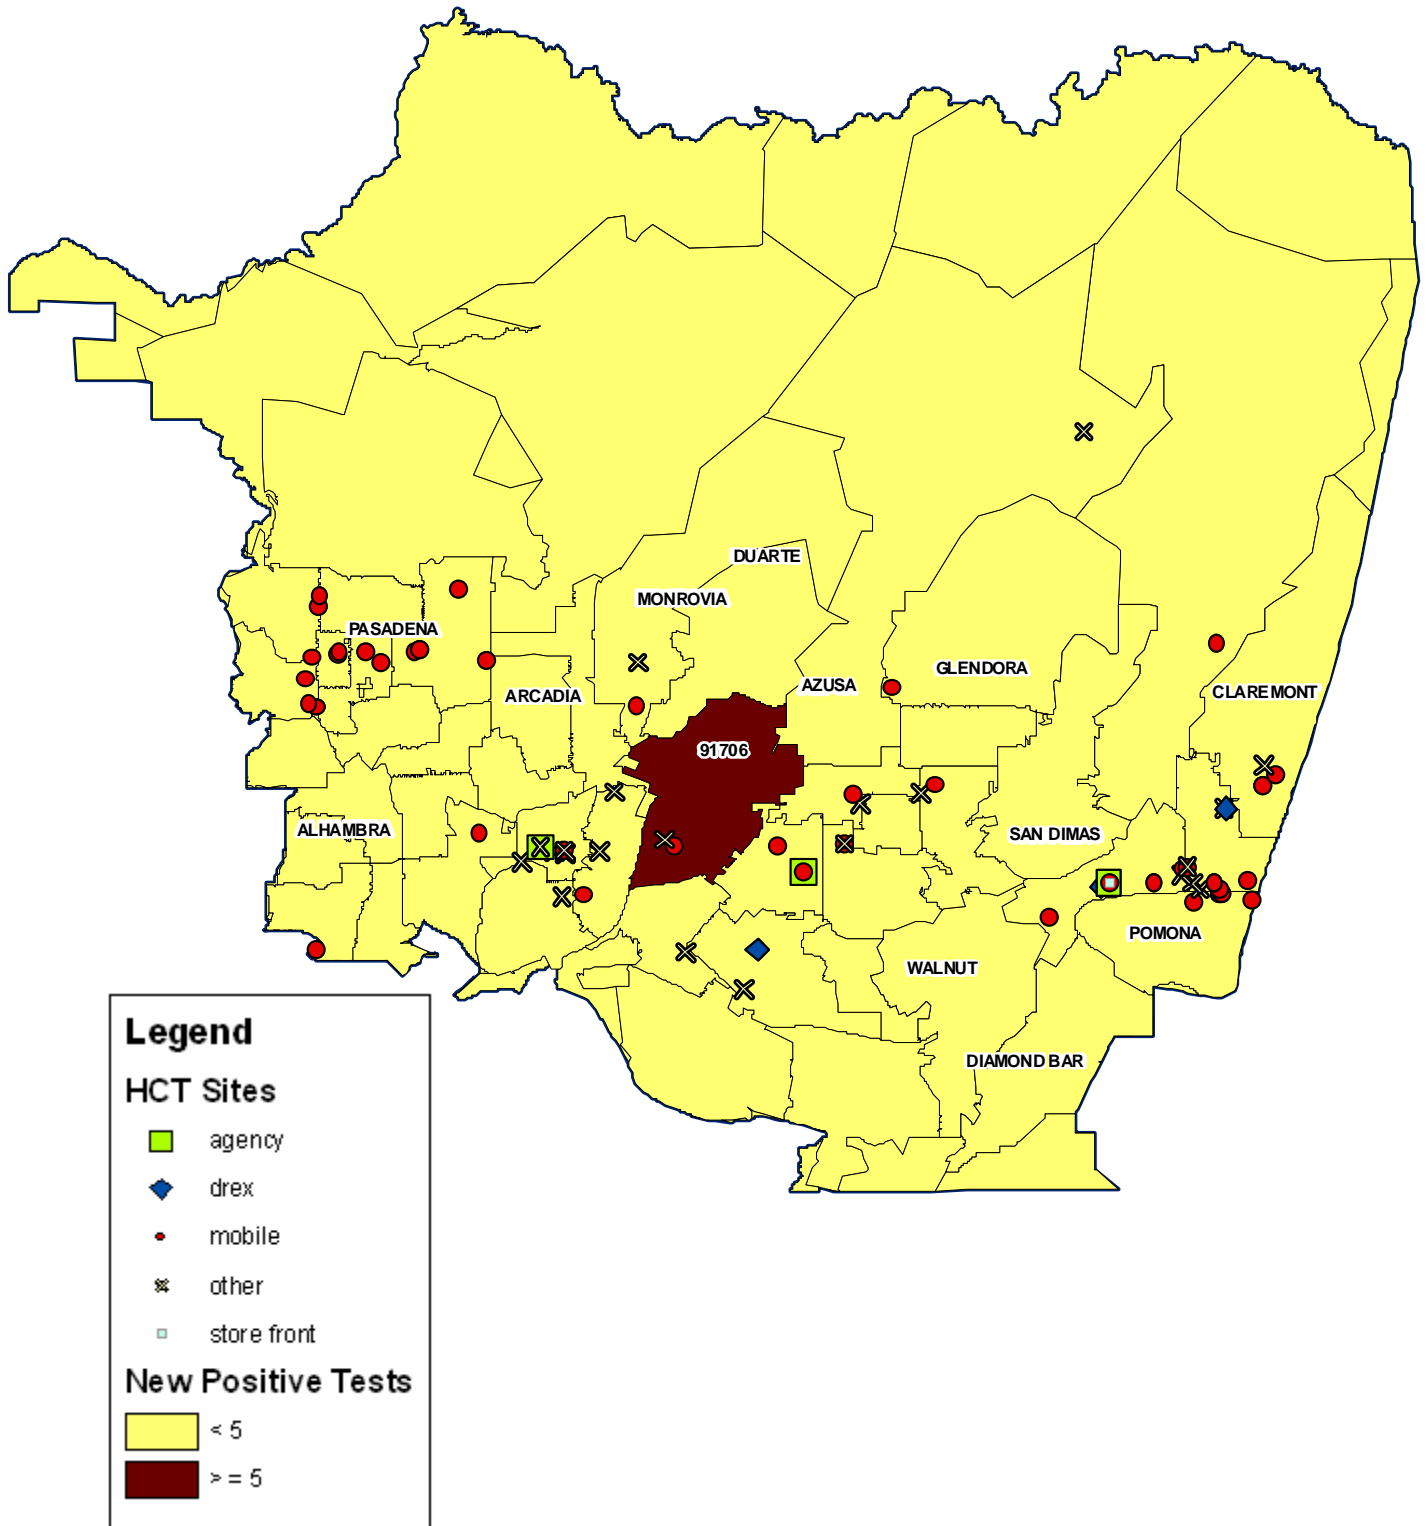 DUARTE
MONROVIA
PASADENA
GLENDORA
AZUSA
CLAREMONT
ARCADIA
91706
ALHAMBRA
SAN DIMAS
POMONA
WALNUT
DIAMOND BAR
Legend
HCT Sites
agency
drex
mobile
other
store front
New Positive Tests
< 5
> = 5